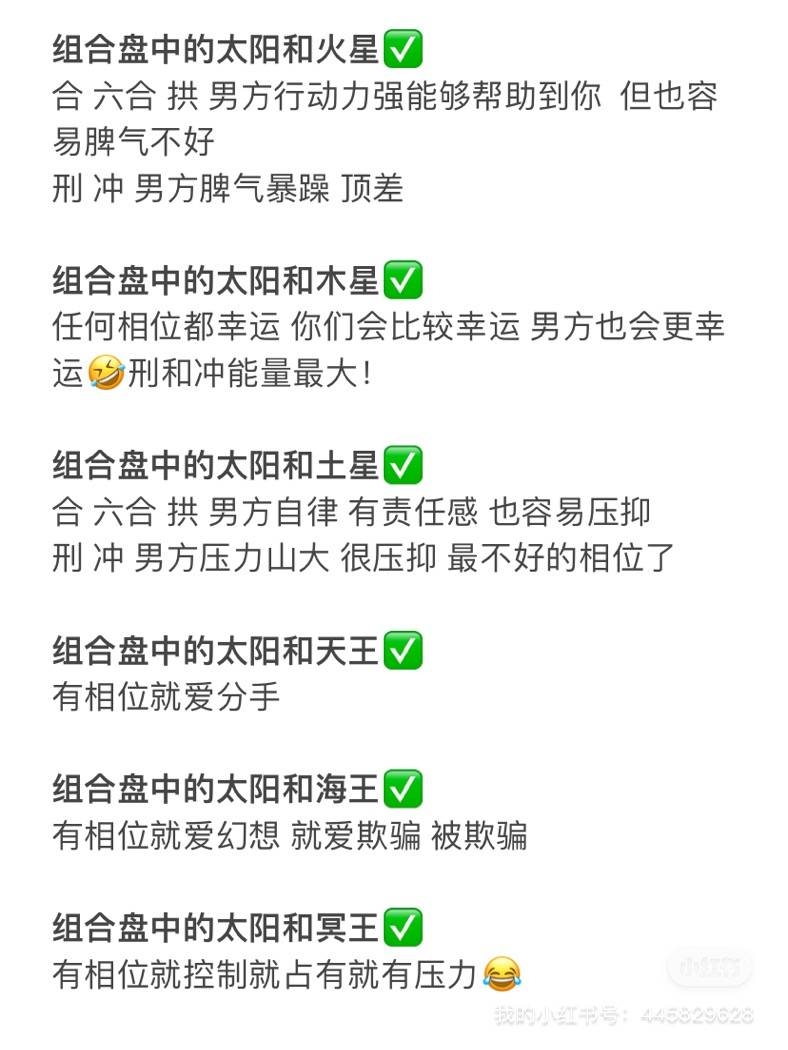 组合盘中的太阳和火星✅
合 六合 拱 男方行动力强能够帮助到你 但也容
易脾气不好
刑 冲 男方脾气暴躁 顶差
组合盘中的太阳和木星✅
任何相位都幸运 你们会比较幸运 男方也会更幸
运🤣刑和冲能量最大！
组合盘中的太阳和土星✅
合 六合 拱 男方自律 有责任感 也容易压抑
刑 冲 男方压力山大 很压抑 最不好的相位了
组合盘中的太阳和天王✅
有相位就爱分手
组合盘中的太阳和海王✅
有相位就爱幻想 就爱欺骗 被欺骗
组合盘中的太阳和冥王✅
有相位就控制就占有就有压力😂
小红书
我的小红书号：445829628